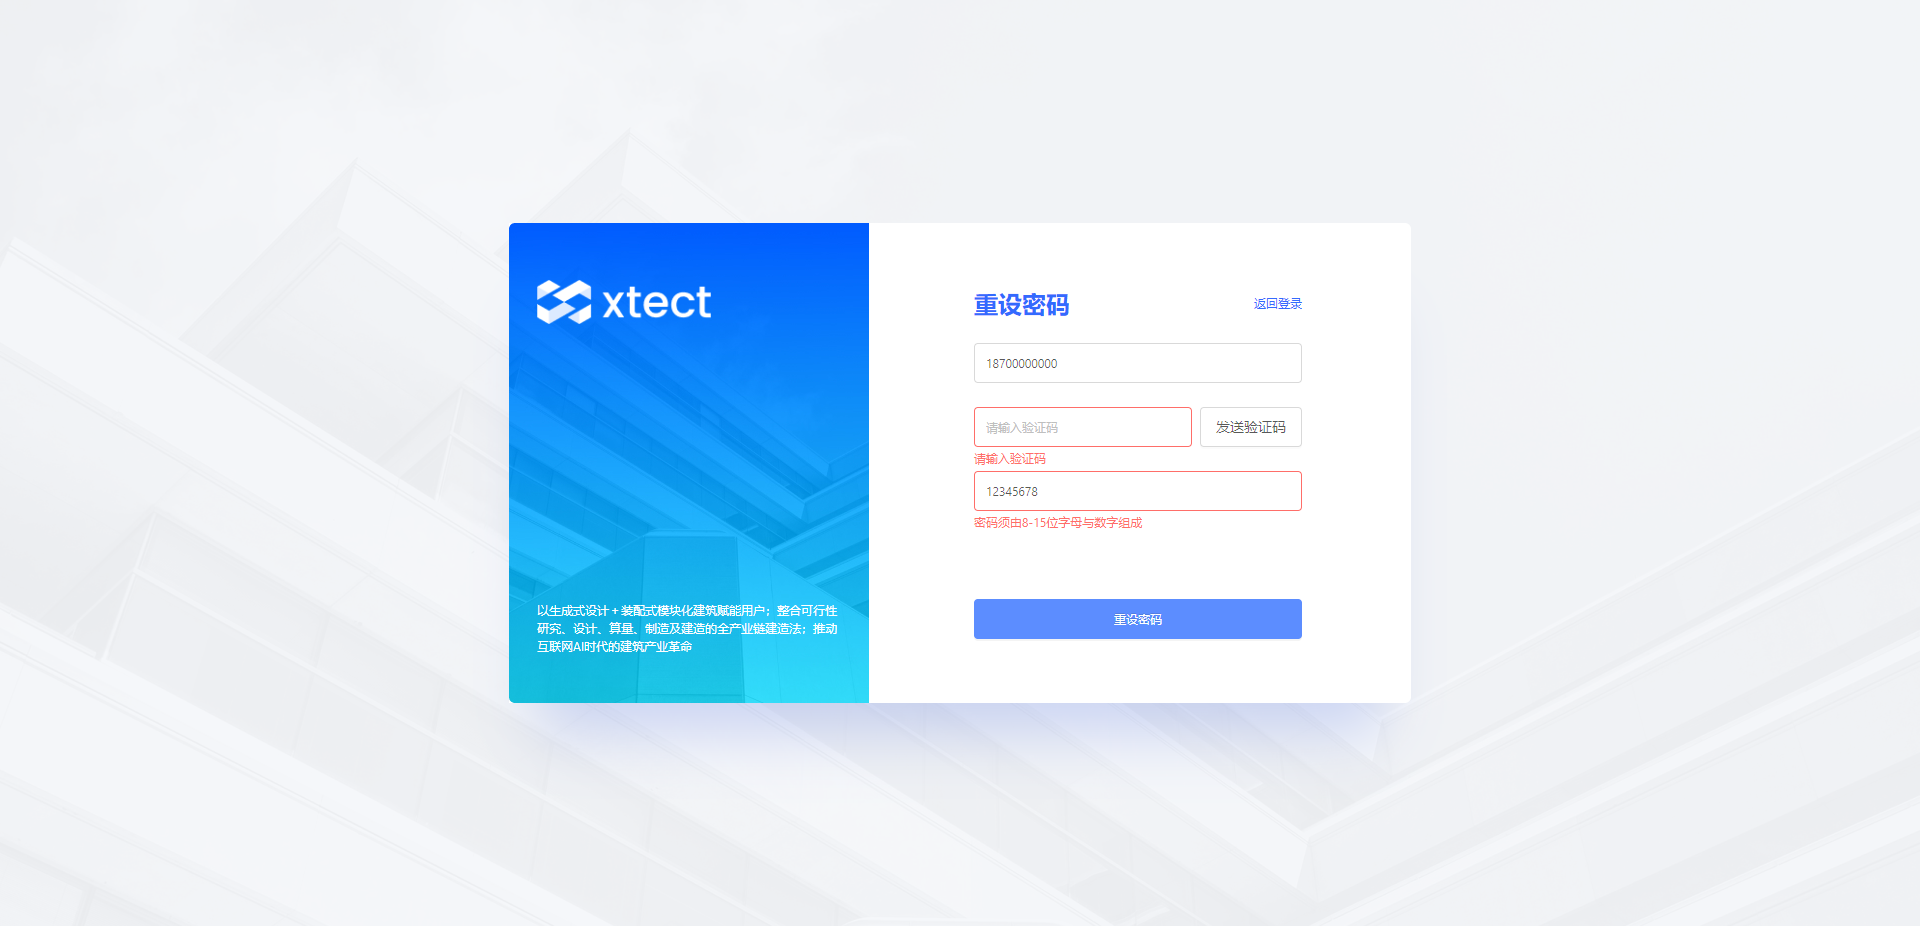 xtect
以生成式设计+装配式模块化建筑赋能用户；整合可行性
研究、设计、算量、制造及建造的全产业链建造法；推动
互联网AI时代的建筑产业革命
重设密码
返回登录
18700000000
请输入验证码
发送验证码
请输入验证码
12345678
密码须由8-15位字母与数字组成
重设密码